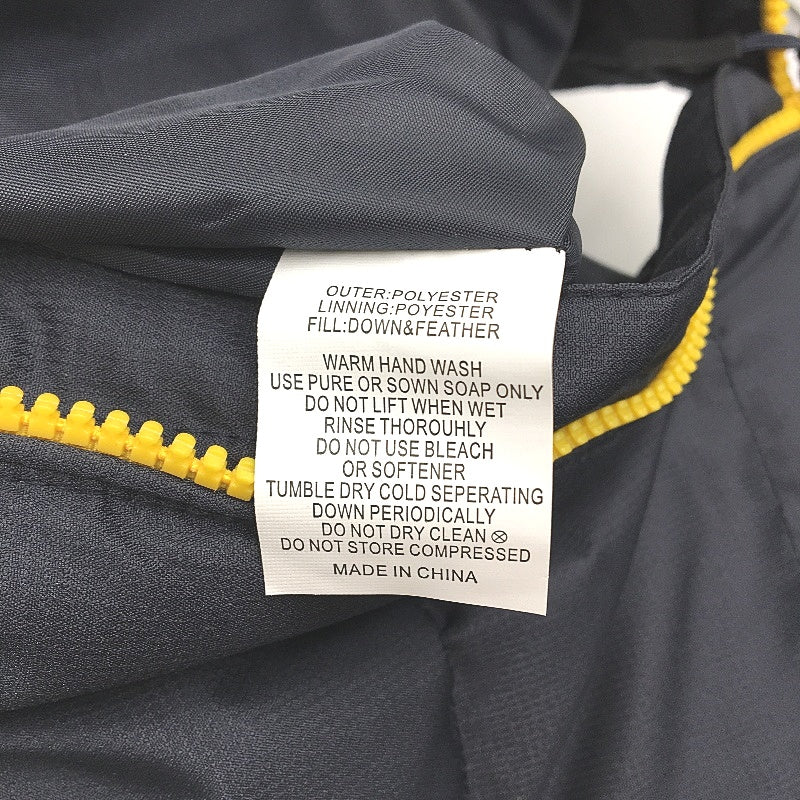 OUTER:POLYESTER
LINNING:POYESTER
FILL:DOWN&FEATHER
WARM HAND WASH
USE PURE OR SOWN SOAP ONLY
DO NOT LIFT WHEN WET
RINSE THOROUHLY
DO NOT USE BLEACH
OR SOFTENER
TUMBLE DRY COLD SEPERATING
DOWN PERIODICALLY
DO NOT DRY CLEAN ⊗
DO NOT STORE COMPRESSED
MADE IN CHINA